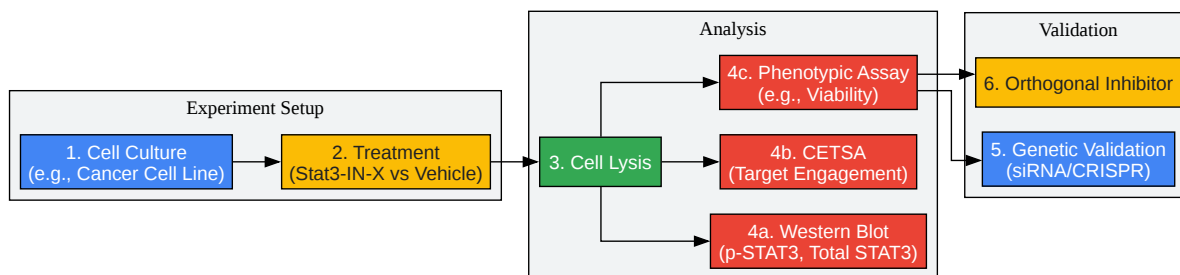 Experiment Setup
1. Cell Culture
(e.g., Cancer Cell Line)
2. Treatment
(Stat3-IN-X vs Vehicle)
Analysis
3. Cell Lysis
4c. Phenotypic Assay
(e.g., Viability)
4b. CETSA
(Target Engagement)
4a. Western Blot
(p-STAT3, Total STAT3)
Validation
6. Orthogonal Inhibitor
5. Genetic Validation
(siRNA/CRISPR)